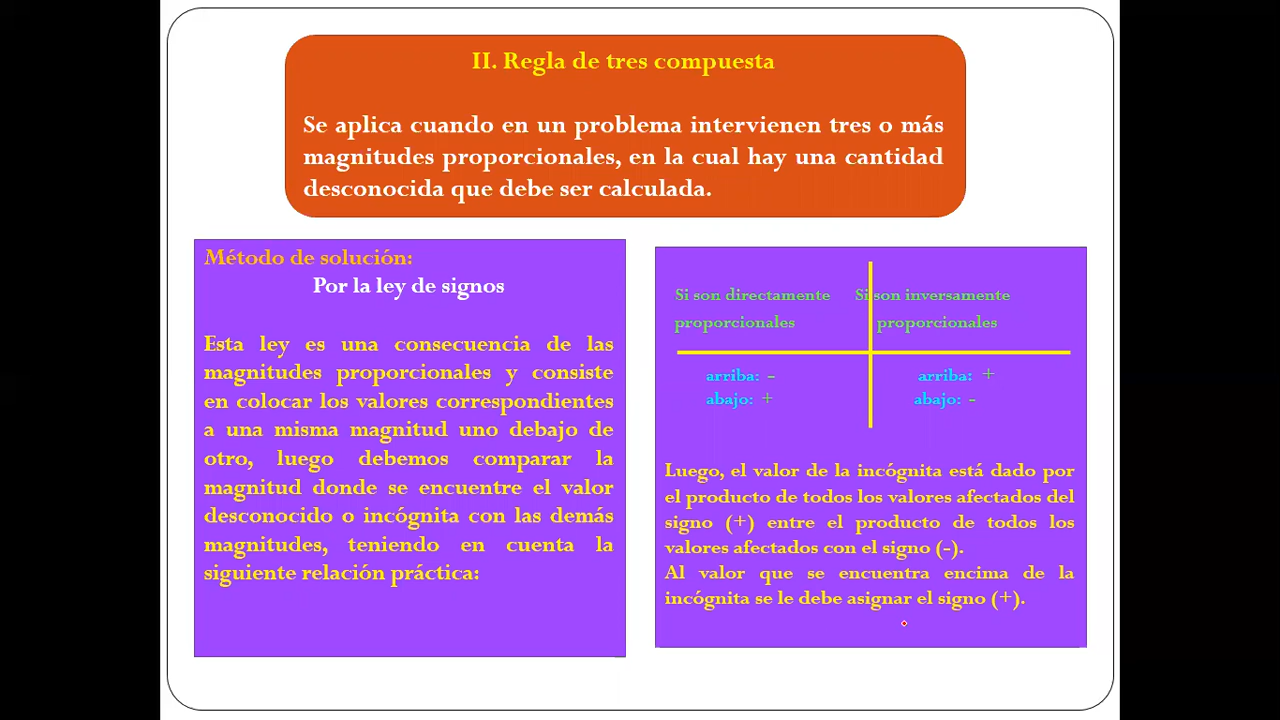 II. Regla de tres compuesta
Se aplica cuando en un problema intervienen tres o más
magnitudes proporcionales, en la cual hay una cantidad
desconocida que debe ser calculada.
Método de solución:
Por la ley de signos
Esta ley es una consecuencia de las
magnitudes proporcionales y consiste
en colocar los valores correspondientes
a una misma magnitud uno debajo de
otro, luego debemos comparar la
magnitud donde se encuentre el valor
desconocido o incógnita con las demás
magnitudes, teniendo en cuenta la
siguiente relación práctica:
Si son directamente
proporcionales
Si son inversamente
proporcionales
arriba: -
abajo: +
arriba: +
abajo: -
Luego, el valor de la incógnita está dado por
el producto de todos los valores afectados del
signo (+) entre el producto de todos los
valores afectados con el signo (-).
Al valor que se encuentra encima de la
incógnita se le debe asignar el signo (+).